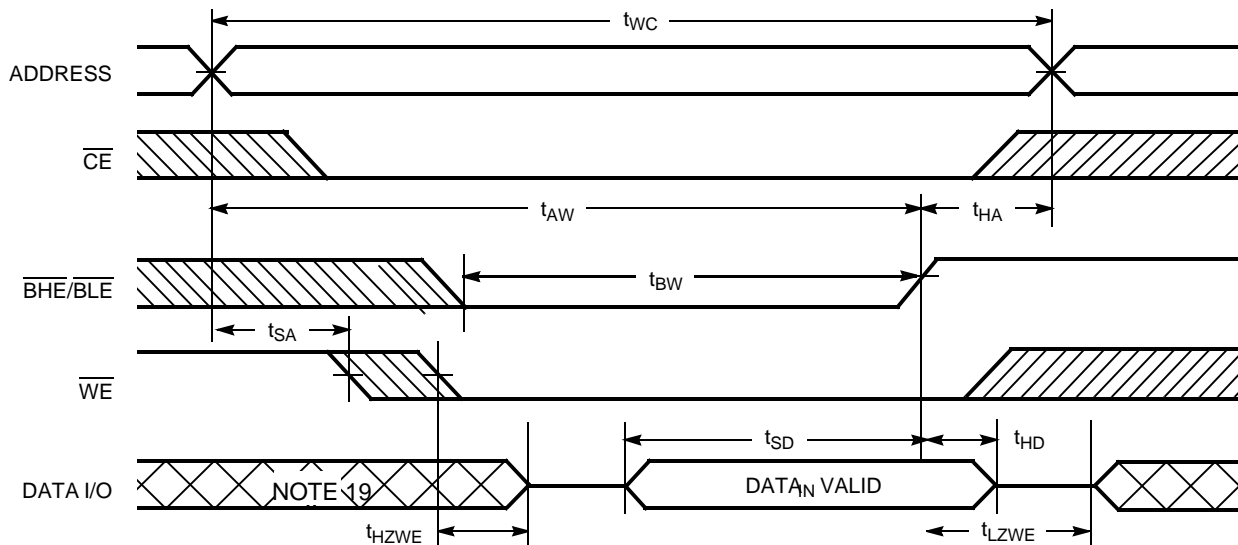 tWC
ADDRESS
CE
tAW
tHA
BHE/BLE
tBW
tSA
WE
tSD
tHD
DATA I/O
NOTE 19
DATAIN VALID
tHZWE
tLZWE